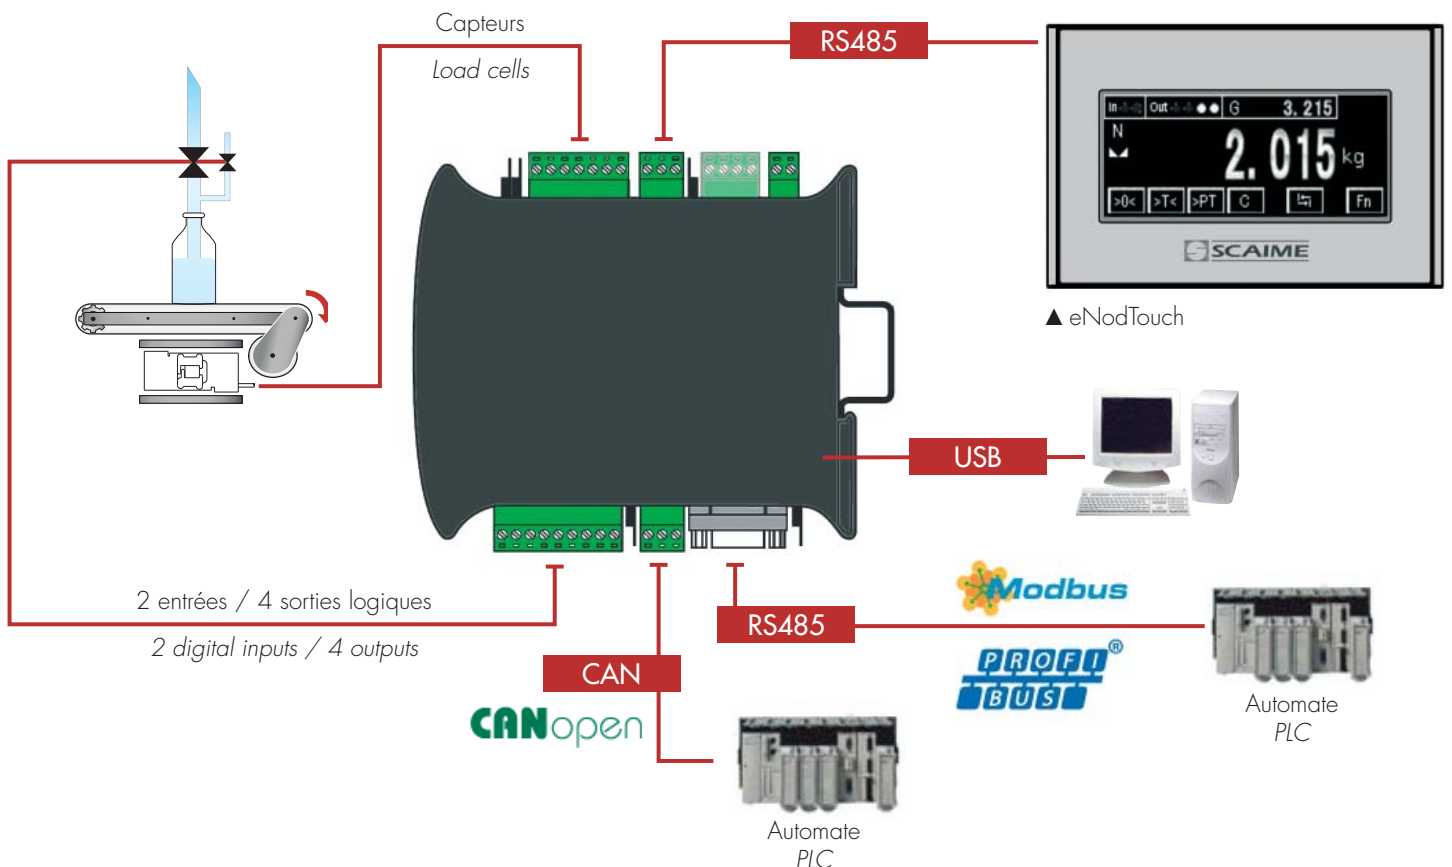 Capteurs
Load cells
RS485
In Out G 3.215
N
2.015 kg
>0< >T< >PT C Fn
SCAIME
▲ eNodTouch
USB
2 entrées / 4 sorties logiques
2 digital inputs / 4 outputs
Modbus
RS485
PROFI®
BUS
CAN
CANopen
Automate
PLC
Automate
PLC